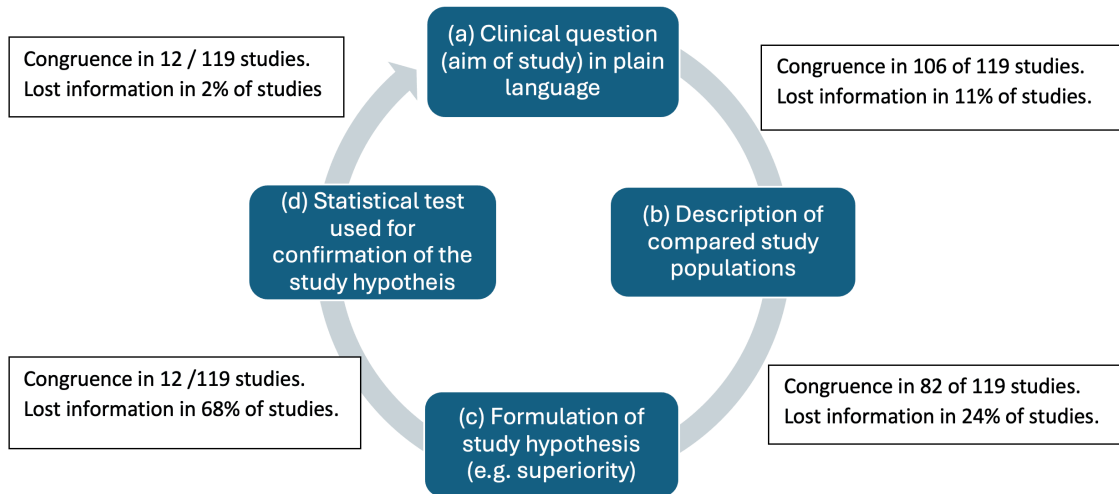 (a) Clinical question
(aim of study) in plain
language
Congruence in 12 / 119 studies.
Lost information in 2% of studies
Congruence in 106 of 119 studies.
Lost information in 11% of studies.
(d) Statistical test
used for
confirmation of the
study hypotheis
(b) Description of
compared study
populations
Congruence in 12 /119 studies.
Lost information in 68% of studies.
Congruence in 82 of 119 studies.
Lost information in 24% of studies.
(c) Formulation of
study hypothesis
(e.g. superiority)